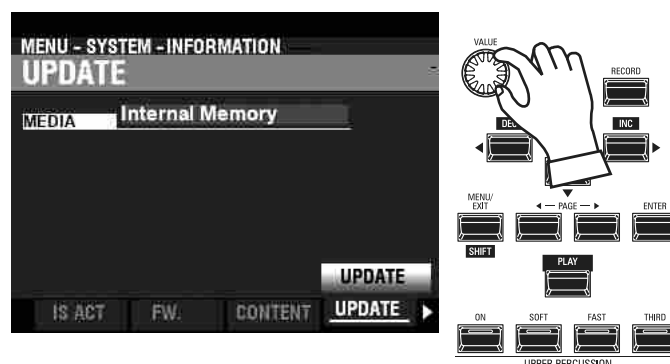 MENU - SYSTEM - INFORMATION
UPDATE
MEDIA Internal Memory
UPDATE
IS ACT FW. CONTENT UPDATE
VALUE
RECORD
INC
MENU/
EXIT
PAGE
ENTER
SHIFT
PLAY
ON SOFT FAST THIRD
UPPER PERCUSSION